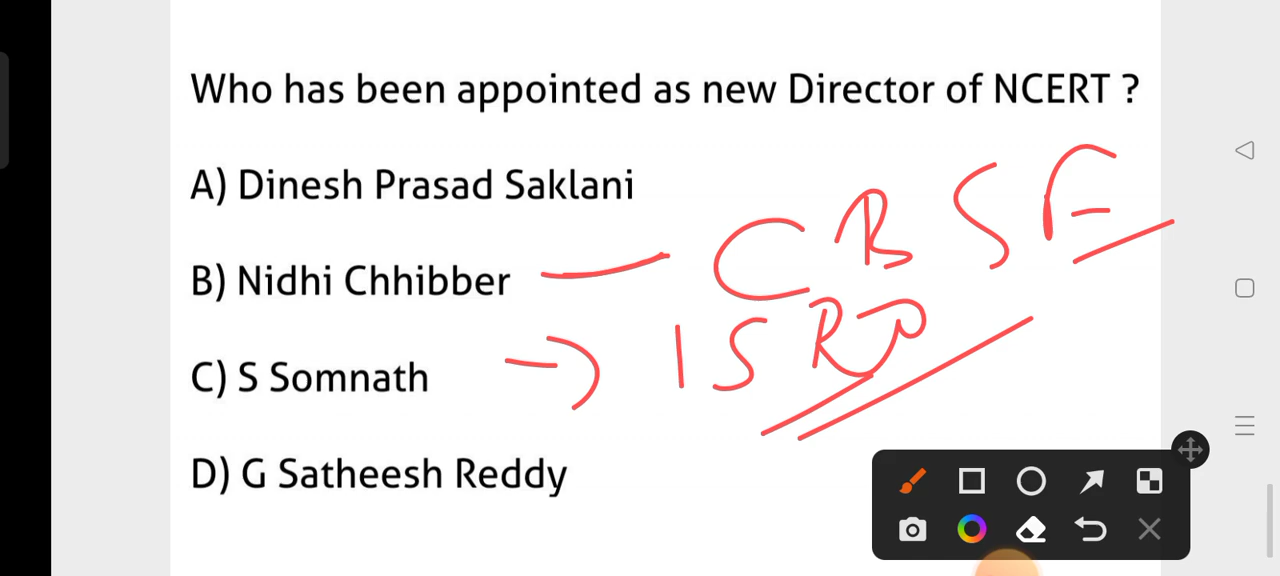 Who has been appointed as new Director of NCERT ?
A) Dinesh Prasad Saklani
B) Nidhi Chhibber
CBSE
C) S Somnath
ISRO
D) G Satheesh Reddy